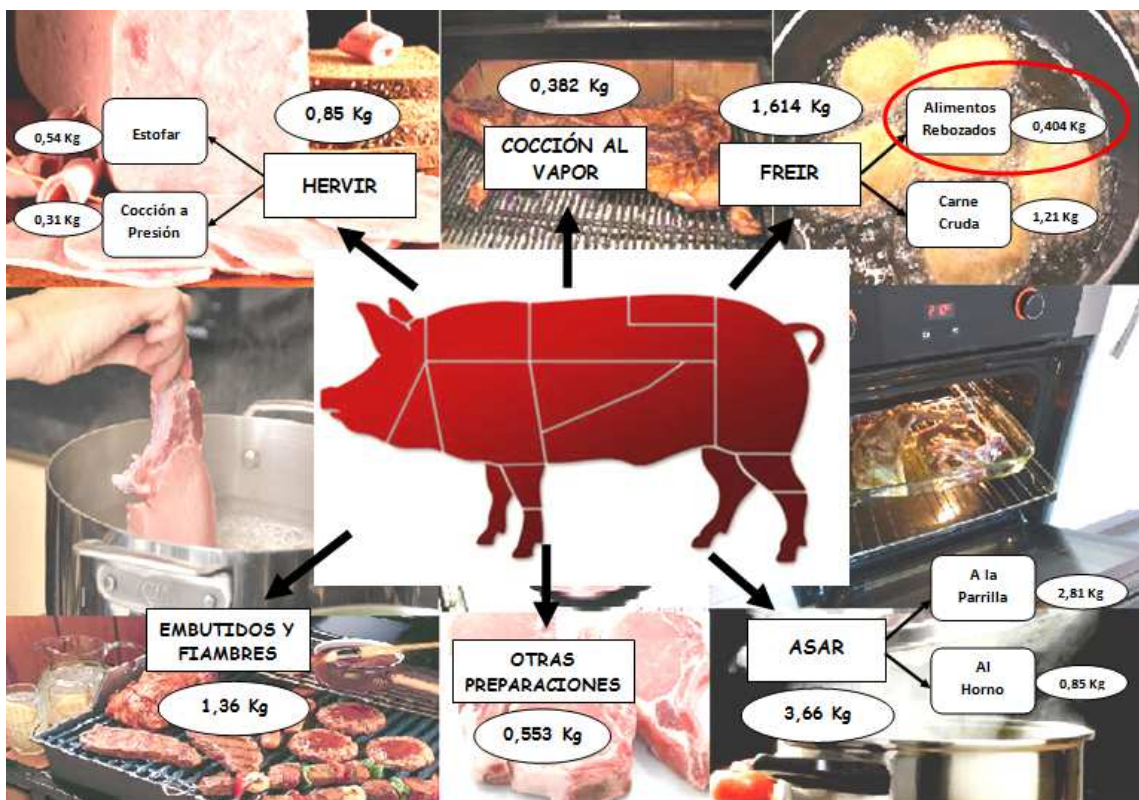 0,85 Kg
0,54 Kg
Estofar
HERVIR
0,31 Kg
Cocción a
Presión
0,382 Kg
COCCIÓN AL
VAPOR
1,614 Kg
FREIR
Alimentos
Rebozados
0,404 Kg
Carne
Cruda
1,21 Kg
EMBUTIDOS Y
FIAMBRES
1,36 Kg
OTRAS
PREPARACIONES
0,553 Kg
ASAR
3,66 Kg
A la
Parrilla
2,81 Kg
Al
Horno
0,85 Kg